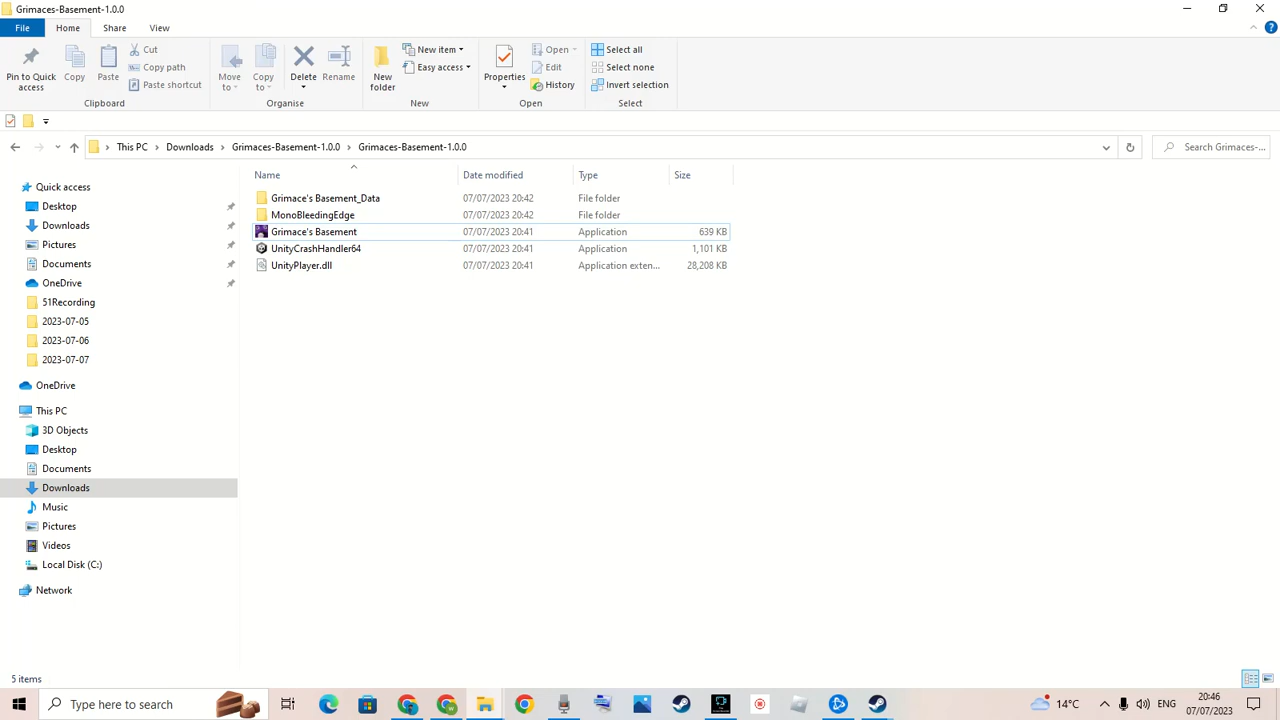 Grimaces-Basement-1.0.0
File Home Share View
Pin to Quick access
Copy
Paste
Cut
Copy path
Paste shortcut
Clipboard
Move to
Copy to
Delete
Rename
Organise
New folder
New item
Easy access
New
Properties
Open
Edit
History
Open
Select all
Select none
Invert selection
Select
This PC > Downloads > Grimaces-Basement-1.0.0 > Grimaces-Basement-1.0.0
Search Grimaces-...
Quick access
Desktop
Downloads
Pictures
Documents
OneDrive
51Recording
2023-07-05
2023-07-06
2023-07-07
OneDrive
This PC
3D Objects
Desktop
Documents
Downloads
Music
Pictures
Videos
Local Disk (C:)
Network
Name Date modified Type Size
Grimace's Basement_Data 07/07/2023 20:42 File folder
MonoBleedingEdge 07/07/2023 20:42 File folder
Grimace's Basement 07/07/2023 20:41 Application 639 KB
UnityCrashHandler64 07/07/2023 20:41 Application 1,101 KB
UnityPlayer.dll 07/07/2023 20:41 Application exten... 28,208 KB
5 items
Type here to search
14°C
ENG
20:46
07/07/2023